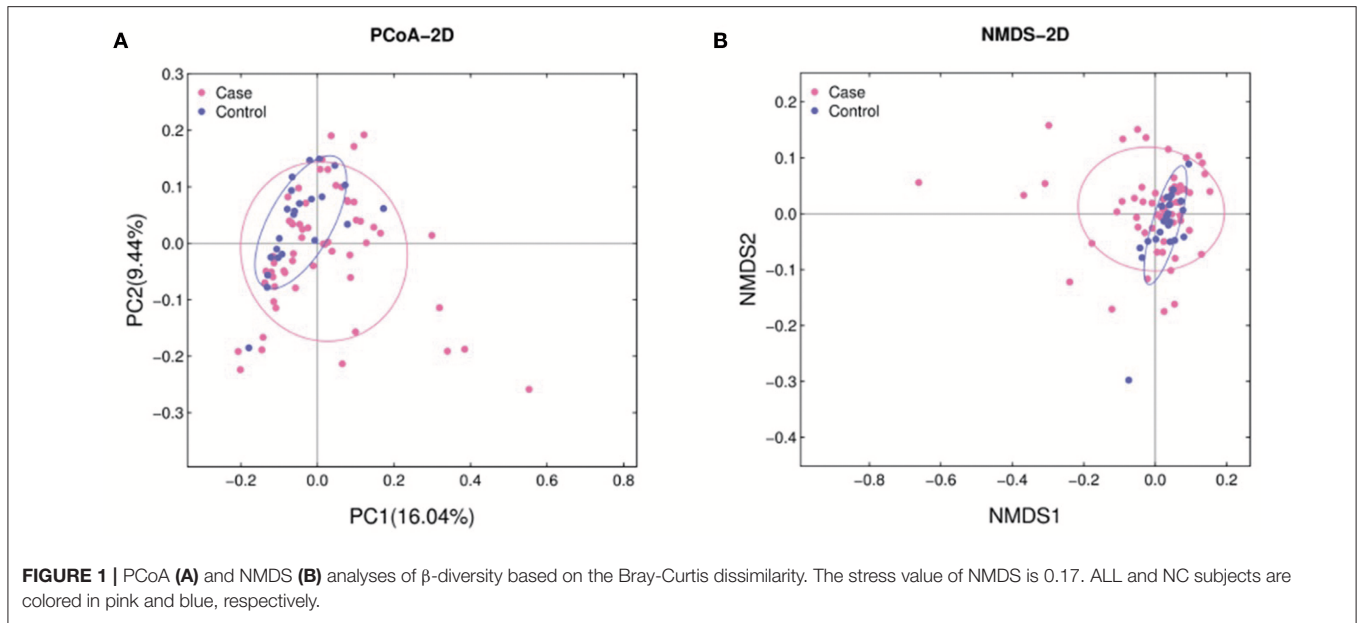 A
PCoA−2D
Case
Control
0.3
0.2
0.1
0.0
−0.1
−0.2
−0.3
PC2(9.44%)
−0.2 0.0 0.2 0.4 0.6 0.8
PC1(16.04%)
B
NMDS−2D
Case
Control
0.2
0.1
0.0
−0.1
−0.2
−0.3
−0.4
NMDS2
−0.8 −0.6 −0.4 −0.2 0.0 0.2
NMDS1
FIGURE 1 | PCoA (A) and NMDS (B) analyses of β-diversity based on the Bray-Curtis dissimilarity. The stress value of NMDS is 0.17. ALL and NC subjects are
colored in pink and blue, respectively.